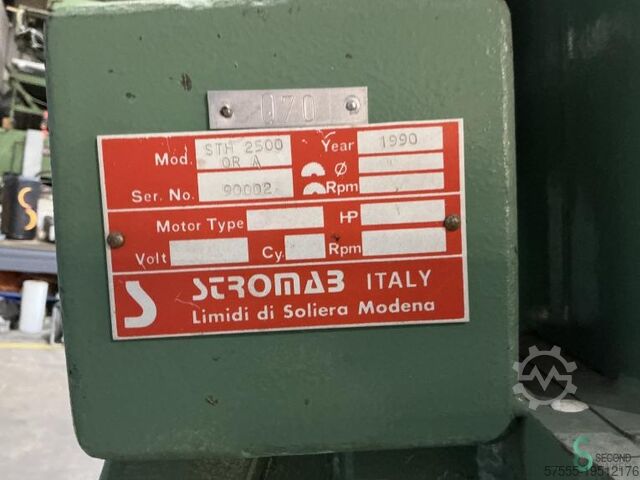 070
Mod. STH 2500 OR A Year 1990
Ø
Ser. No. 90002 Rpm
Motor Type HP
Volt Cy. Rpm
S STROMAB ITALY
Limidi di Soliera Modena
S SECOND
57555-19512176